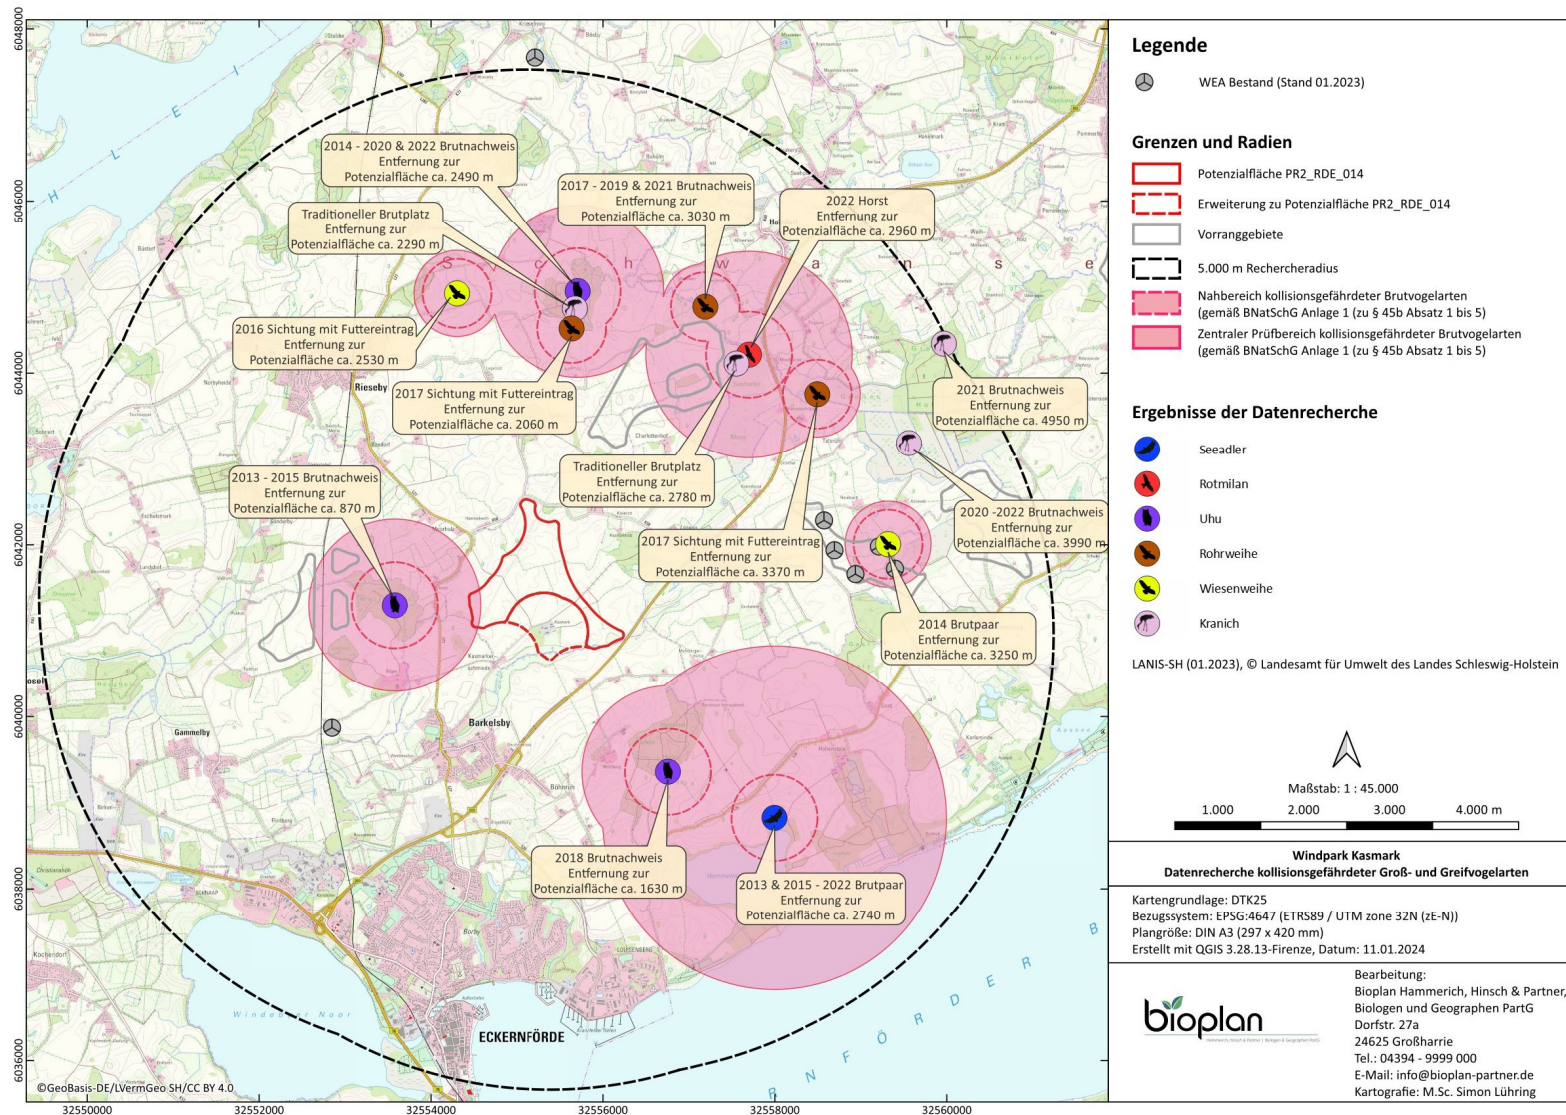 6048000
6046000
6044000
6042000
6040000
6038000
6036000
32550000
32552000
32554000
32556000
32558000
32560000
2014 - 2020 & 2022 Brutnachweis
Entfernung zur
Potenzialfläche ca. 2490 m
2017 - 2019 & 2021 Brutnachweis
Entfernung zur
Potenzialfläche ca. 3030 m
2022 Horst
Entfernung zur
Potenzialfläche ca. 2960 m
Traditioneller Brutplatz
Entfernung zur
Potenzialfläche ca. 2290 m
2016 Sichtung mit Futtereintrag
Entfernung zur
Potenzialfläche ca. 2530 m
2017 Sichtung mit Futtereintrag
Entfernung zur
Potenzialfläche ca. 2060 m
2021 Brutnachweis
Entfernung zur
Potenzialfläche ca. 4950 m
Traditioneller Brutplatz
Entfernung zur
Potenzialfläche ca. 2780 m
2013 - 2015 Brutnachweis
Entfernung zur
Potenzialfläche ca. 870 m
2020 -2022 Brutnachweis
Entfernung zur
Potenzialfläche ca. 3990 m
2017 Sichtung mit Futtereintrag
Entfernung zur
Potenzialfläche ca. 3370 m
2014 Brutpaar
Entfernung zur
Potenzialfläche ca. 3250 m
2018 Brutnachweis
Entfernung zur
Potenzialfläche ca. 1630 m
2013 & 2015 - 2022 Brutpaar
Entfernung zur
Potenzialfläche ca. 2740 m
H L E I
S c h w a n s e
Rieseby
Barkelsby
Gammelby
Borby
LOUISENBERG
Windebyer Noor
ECKERNFÖRDE
R N F Ö R D E R B
©GeoBasis-DE/LVermGeo SH/CC BY 4.0
Legende
WEA Bestand (Stand 01.2023)
Grenzen und Radien
Potenzialfläche PR2_RDE_014
Erweiterung zu Potenzialfläche PR2_RDE_014
Vorranggebiete
5.000 m Rechercheradius
Nahbereich kollisionsgefährdeter Brutvogelarten
(gemäß BNatSchG Anlage 1 (zu § 45b Absatz 1 bis 5)
Zentraler Prüfbereich kollisionsgefährdeter Brutvogelarten
(gemäß BNatSchG Anlage 1 (zu § 45b Absatz 1 bis 5)
Ergebnisse der Datenrecherche
Seeadler
Rotmilan
Uhu
Rohrweihe
Wiesenweihe
Kranich
LANIS-SH (01.2023), © Landesamt für Umwelt des Landes Schleswig-Holstein
Maßstab: 1 : 45.000
1.000 2.000 3.000 4.000 m
Windpark Kasmark
Datenrecherche kollisionsgefährdeter Groß- und Greifvogelarten
Kartengrundlage: DTK25
Bezugssystem: EPSG:4647 (ETRS89 / UTM zone 32N (zE-N))
Plangröße: DIN A3 (297 x 420 mm)
Erstellt mit QGIS 3.28.13-Firenze, Datum: 11.01.2024
bioplan
Hammerich, Hinsch & Partner | Biologen & Geographen PartG
Bearbeitung:
Bioplan Hammerich, Hinsch & Partner,
Biologen und Geographen PartG
Dorfstr. 27a
24625 Großharrie
Tel.: 04394 - 9999 000
E-Mail: info@bioplan-partner.de
Kartografie: M.Sc. Simon Lühring